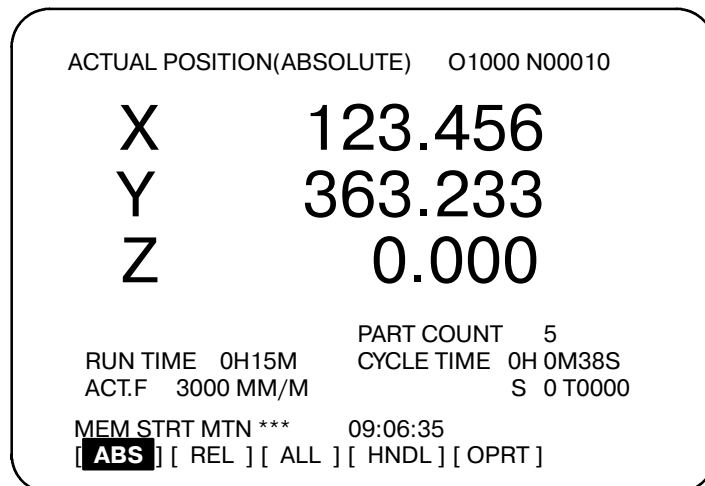 ACTUAL POSITION(ABSOLUTE) O1000 N00010
X 123.456
Y 363.233
Z 0.000
PART COUNT 5
RUN TIME 0H15M CYCLE TIME 0H 0M38S
ACT.F 3000 MM/M S 0 T0000
MEM STRT MTN *** 09:06:35
[ ABS ] [ REL ] [ ALL ] [ HNDL ] [ OPRT ]